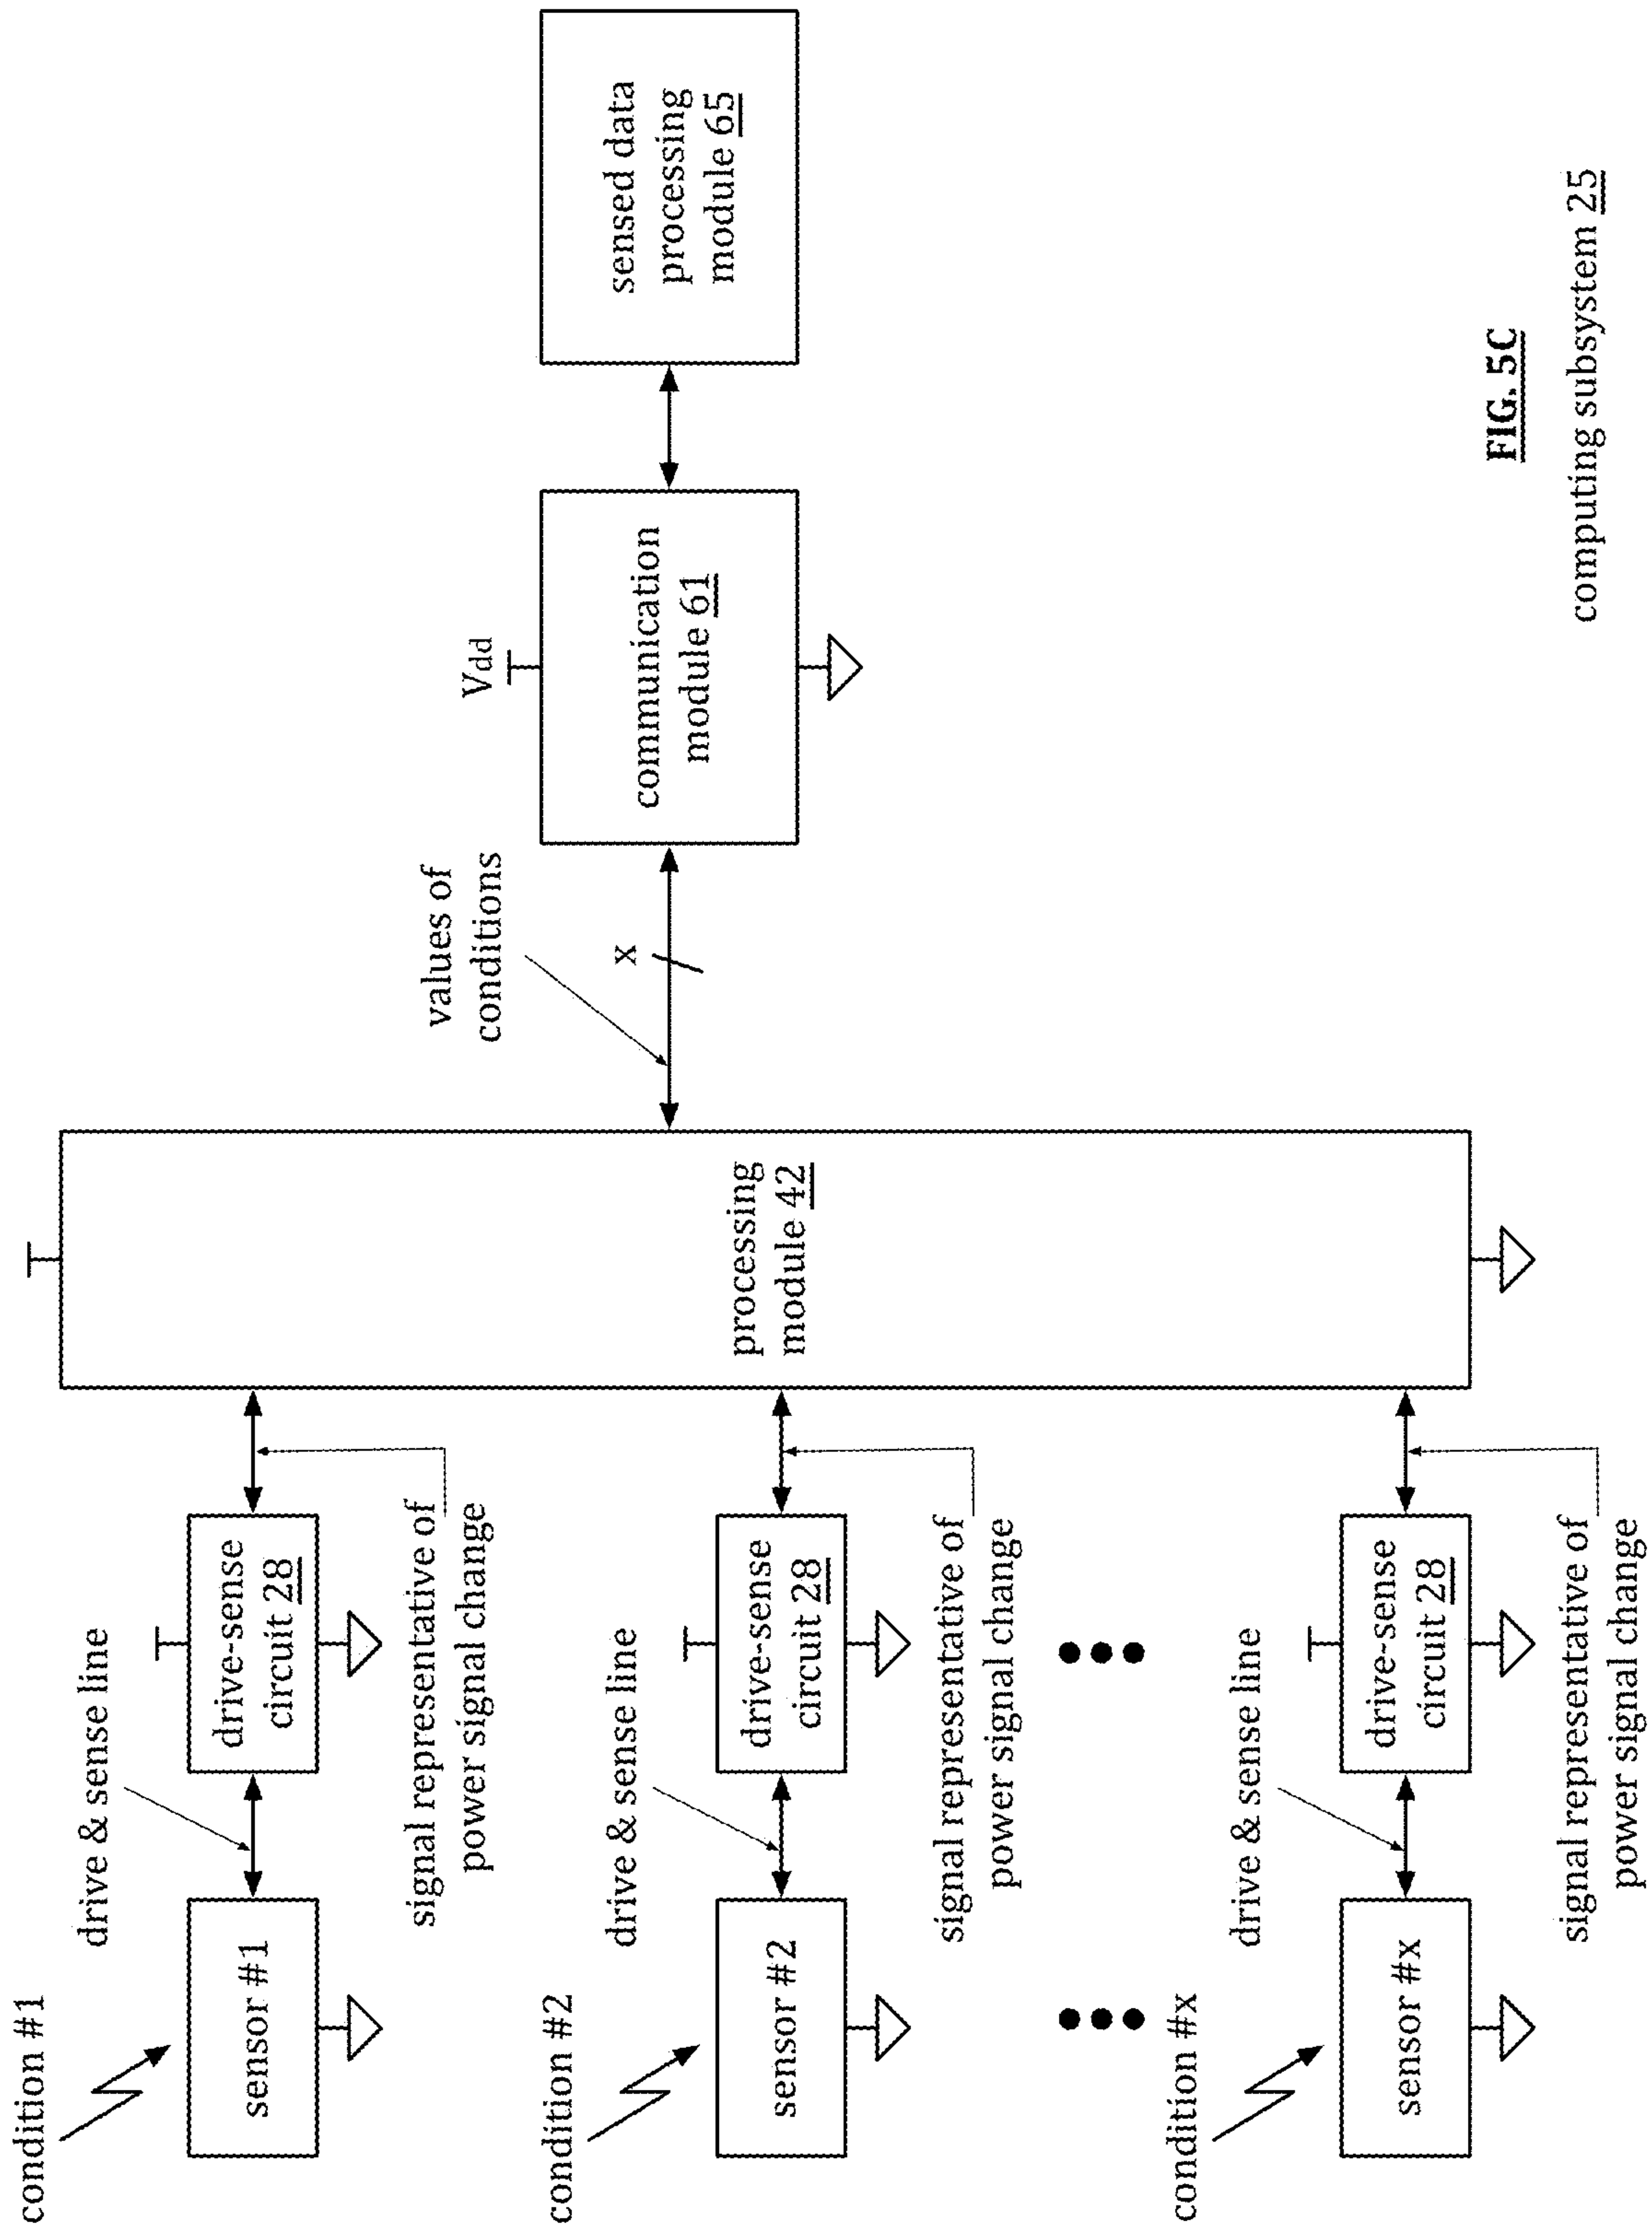 condition #1
drive & sense line
sensor #1
drive-sense
circuit 28
signal representative of
power signal change
condition #2
drive & sense line
sensor #2
drive-sense
circuit 28
signal representative of
power signal change
condition #x
drive & sense line
sensor #x
drive-sense
circuit 28
signal representative of
power signal change
processing
module 42
values of
conditions
x
Vdd
communication
module 61
sensed data
processing
module 65
FIG. 5C
computing subsystem 25